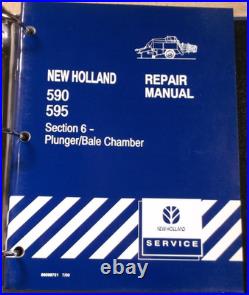 NEW HOLLAND
590
595
Section 6 -
Plunger/Bale Chamber
REPAIR
MANUAL
NEW HOLLAND
SERVICE